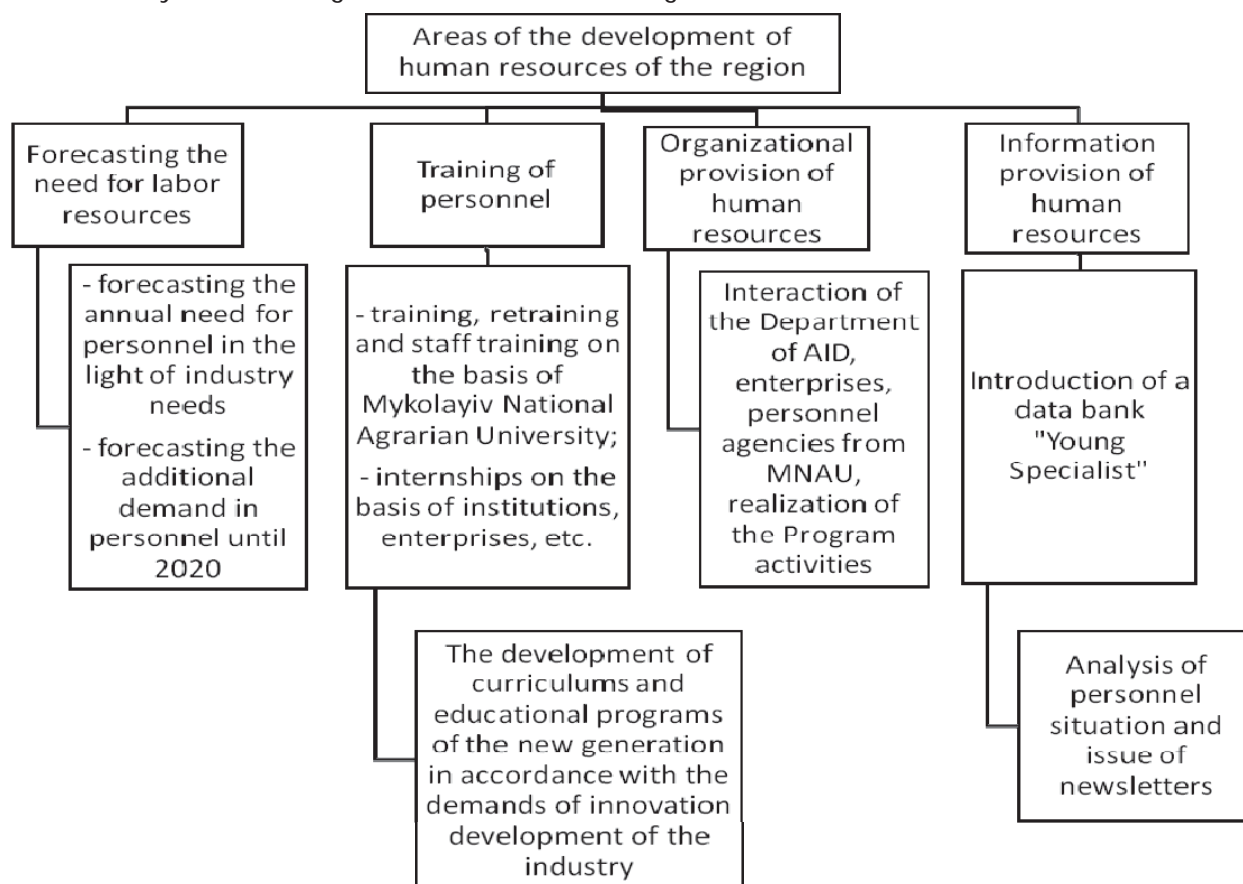 Areas of the development of
human resources of the region
Forecasting the
need for labor
resources
- forecasting the
annual need for
personnel in the
light of industry
needs
- forecasting the
additional
demand in
personnel until
2020
Training of
personnel
- training, retraining
and staff training on
the basis of
Mykolayiv National
Agrarian University;
- internships on the
basis of institutions,
enterprises, etc.
The development of
curriculums and
educational programs
of the new generation
in accordance with the
demands of innovation
development of the
industry
Organizational
provision of
human
resources
Interaction of
the Department
of AID,
enterprises,
personnel
agencies from
MNAU,
realization of
the Program
activities
Information
provision of
human
resources
Introduction of a
data bank
"Young
Specialist"
Analysis of
personnel
situation and
issue of
newsletters